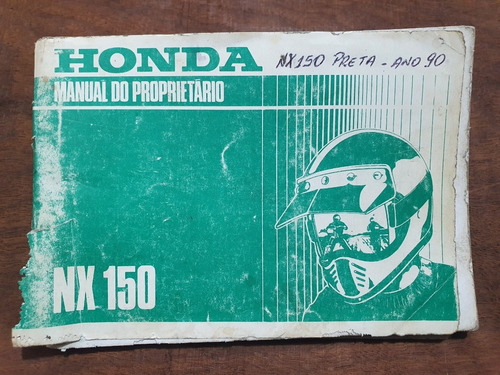 HONDA NX150 PRETA - ANO 90
MANUAL DO PROPRIETÁRIO
NX 150